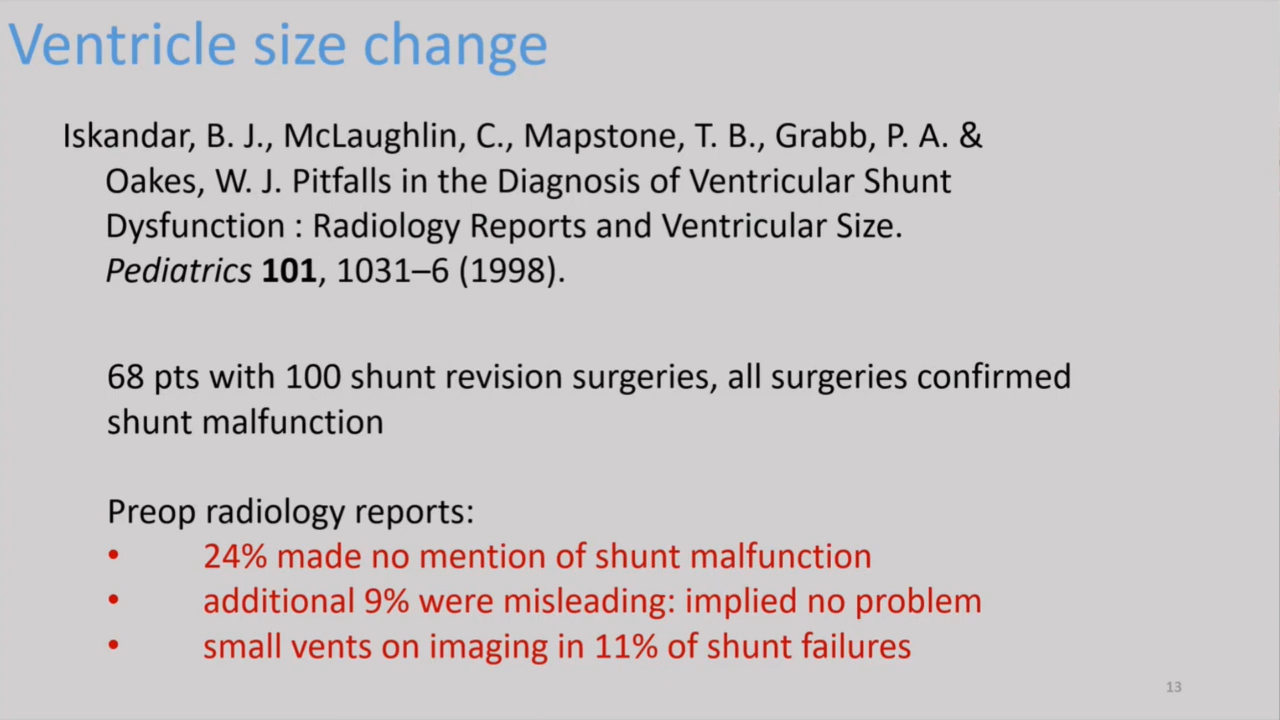 Ventricle size change
Iskandar, B. J., McLaughlin, C., Mapstone, T. B., Grabb, P. A. &
Oakes, W. J. Pitfalls in the Diagnosis of Ventricular Shunt
Dysfunction : Radiology Reports and Ventricular Size.
Pediatrics 101, 1031–6 (1998).
68 pts with 100 shunt revision surgeries, all surgeries confirmed
shunt malfunction
Preop radiology reports:
• 24% made no mention of shunt malfunction
• additional 9% were misleading: implied no problem
• small vents on imaging in 11% of shunt failures
13